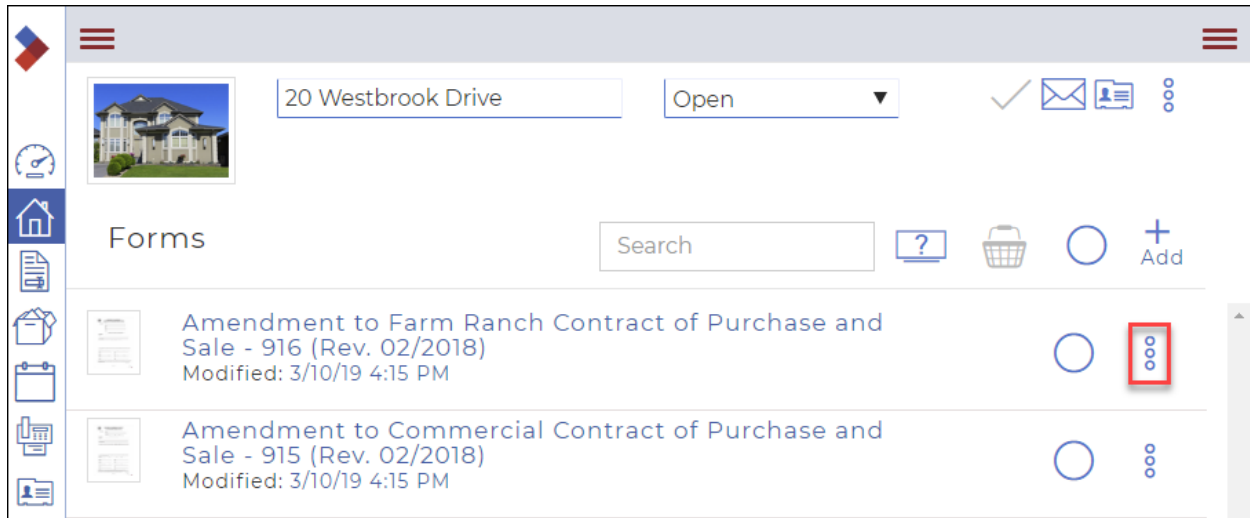 20 Westbrook Drive
Open
Forms
Search
?
Add
Amendment to Farm Ranch Contract of Purchase and
Sale - 916 (Rev. 02/2018)
Modified: 3/10/19 4:15 PM
Amendment to Commercial Contract of Purchase and
Sale - 915 (Rev. 02/2018)
Modified: 3/10/19 4:15 PM